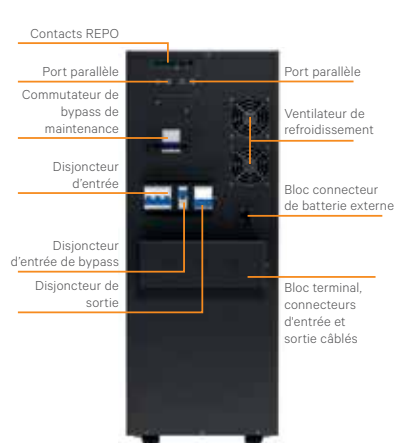 Contacts REPO
Port parallèle
Commutateur de
bypass de
maintenance
Disjoncteur
d'entrée
Disjoncteur
d'entrée de bypass
Disjoncteur de
sortie
Port parallèle
Ventilateur de
refroidissement
Bloc connecteur
de batterie externe
Bloc terminal,
connecteurs
d'entrée et
sortie câblés